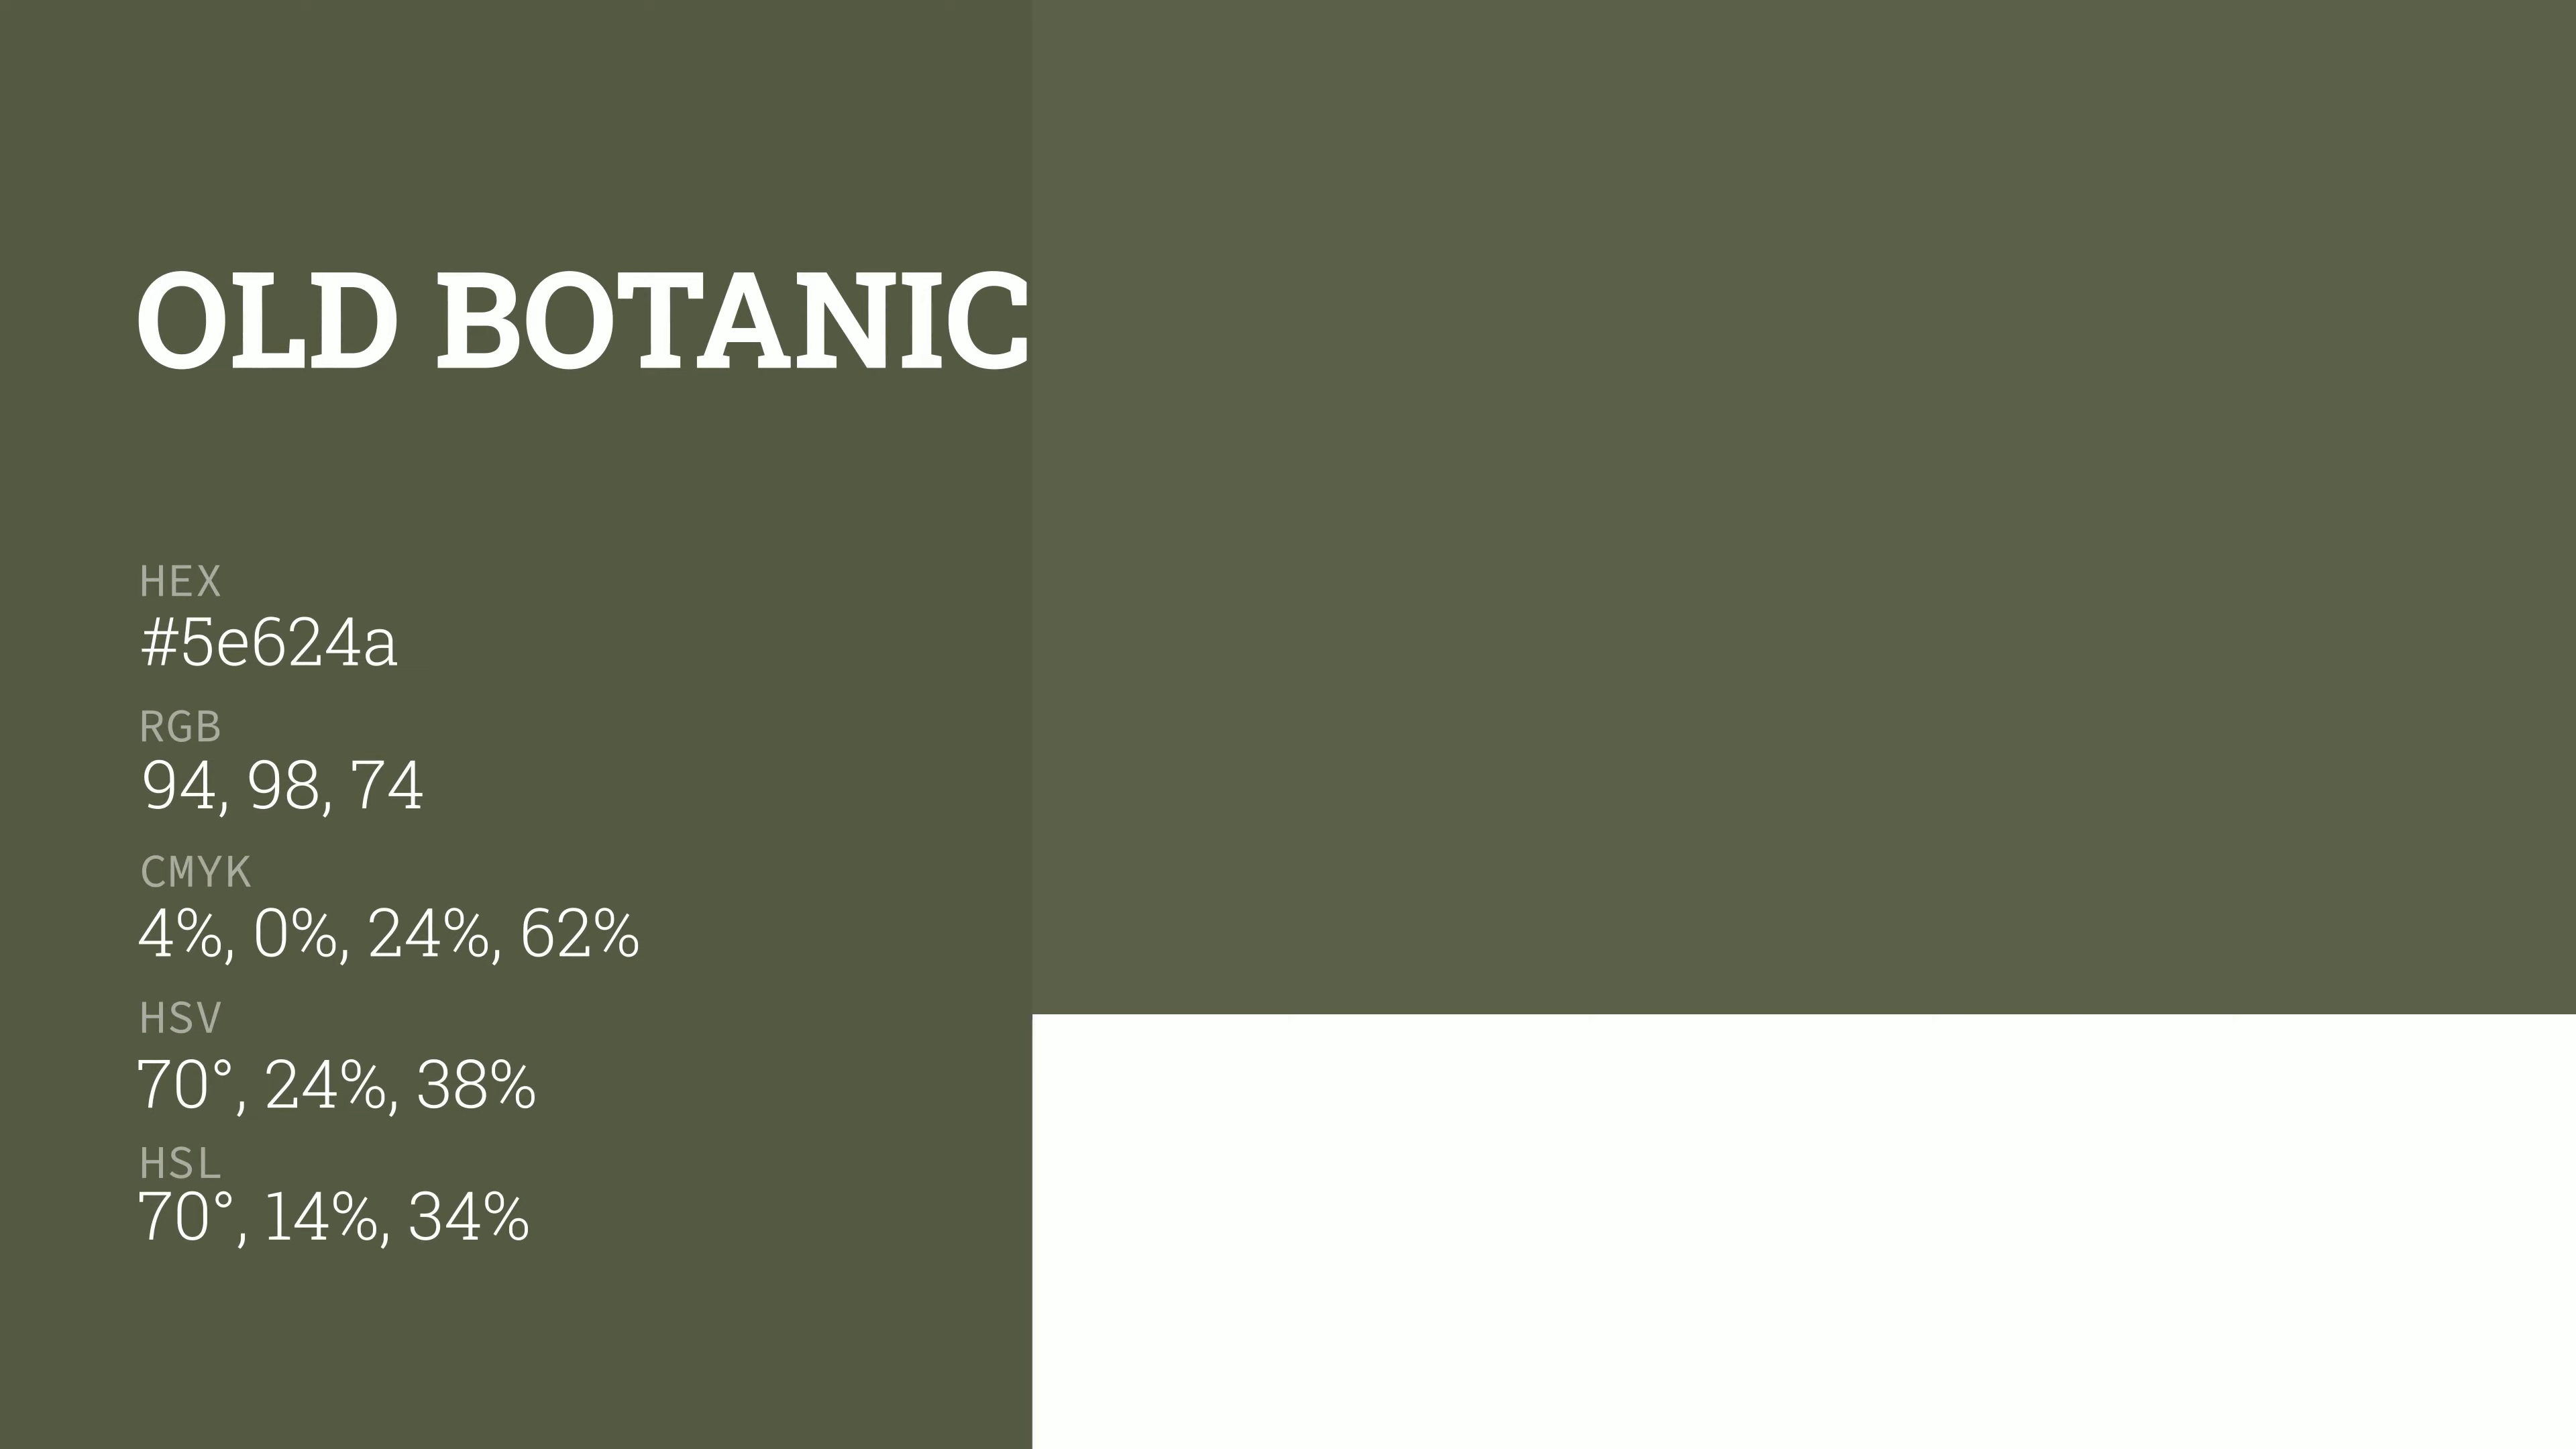 OLD BOTANIC
HEX
#5e624a
RGB
94, 98, 74
CMYK
4%, 0%, 24%, 62%
HSV
70°, 24%, 38%
HSL
70°, 14%, 34%